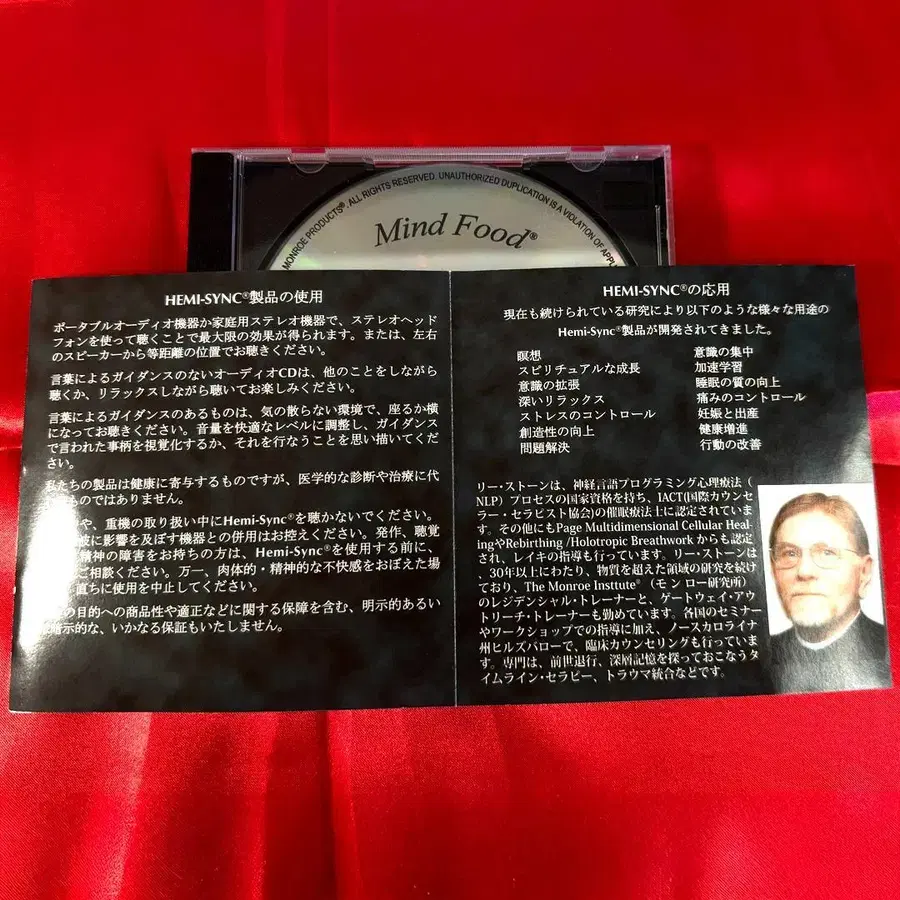 MONROE PRODUCTS®. ALL RIGHTS RESERVED. UNAUTHORIZED DUPLICATION IS A VIOLATION OF
Mind Food®
HEMI-SYNC®製品の使用
ポータブルオーディオ機器か家庭用ステレオ機器で、ステレオヘッド
フォンを使って聴くことで最大限の効果が得られます。または、左右
のスピーカーから等距離の位置でお聴きください。
言葉によるガイダンスのないオーディオCDは、他のことをしながら
聴くか、リラックスしながら聴いてお楽しみください。
言葉によるガイダンスのあるものは、気の散らない環境で、座るか横
になってお聴きください。音量を快適なレベルに調整し、ガイダンス
で言われた事柄を視覚化するか、それを行なうことを思い描いてくだ
さい。
私たちの製品は健康に寄与するものですが、医学的な診断や治療に代
ものではありません。
や、重機の取り扱い中にHemi-Sync®を聴かないでください。
波に影響を及ぼす機器との併用はお控えください。発作、聴覚
精神の障害をお持ちの方は、Hemi-Sync®を使用する前に、
ご相談ください。万一、肉体的・精神的な不快感をおぼえた場
直ちに使用を中止してください。
の目的への商品性や適正などに関する保障を含む、明示的あるい
暗示的な、いかなる保証もいたしません。
HEMI-SYNC®の応用
現在も続けられている研究により以下のような様々な用途の
Hemi-Sync®製品が開発されてきました。
瞑想 意識の集中
スピリチュアルな成長 加速学習
意識の拡張 睡眠の質の向上
深いリラックス 痛みのコントロール
ストレスのコントロール 妊娠と出産
創造性の向上 健康増進
問題解決 行動の改善
リー・ストーンは、神経言語プログラミング心理療法（
NLP）プロセスの国家資格を持ち、IACT(国際カウンセ
ラー・セラピスト協会)の催眠療法士に認定されていま
す。その他にもPage Multidimensional Cellular Heal-
ingやRebirthing /Holotropic Breathwork からも認定
され、レイキの指導も行っています。リー・ストーンは
、30年以上にわたり、物質を超えた領域の研究を続け
ており、The Monroe Insttute®（モンロー研究所）
のレジデンシャル・トレーナーと、ゲートウェイ・アウ
トリーチ・トレーナーも勤めています。各国のセミナー
やワークショップでの指導に加え、ノースカロライナ
州ヒルズバローで、臨床カウンセリングも行っていま
す。専門は、前世退行、深層記憶を探っておこなうタ
イムライン・セラピー、トラウマ統合などです。